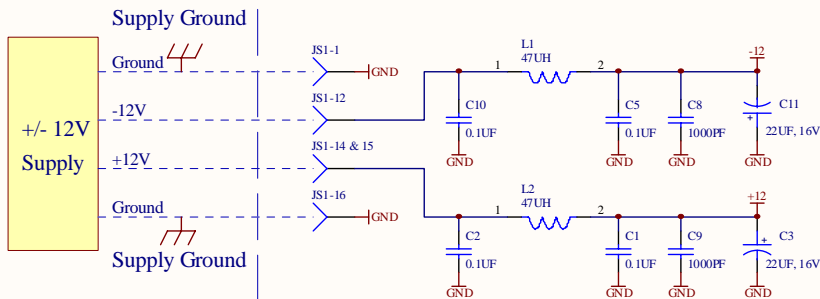 Supply Ground
Ground
-12V
+/- 12V
Supply
+12V
Ground
Supply Ground
JS1-1
GND
JS1-12
JS1-14 & 15
JS1-16
GND
L1
47UH
1
2
-12
C10
0.1UF
GND
C5
0.1UF
GND
C8
1000PF
GND
C11
+
22UF, 16V
GND
L2
47UH
1
2
+12
C2
0.1UF
GND
C1
0.1UF
GND
C9
1000PF
GND
C3
+
22UF, 16V
GND